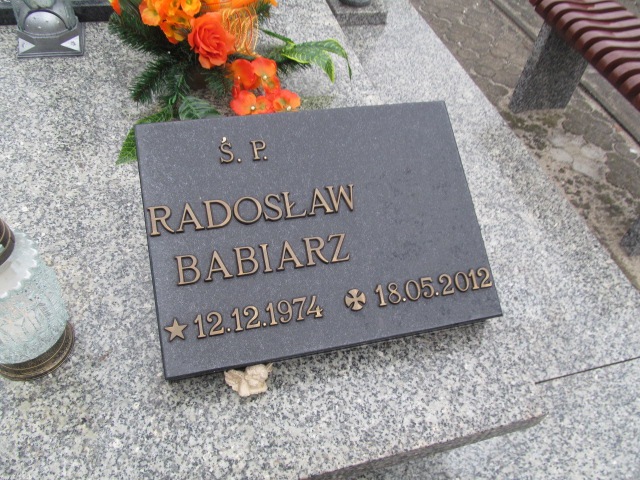 Ś. P.
RADOSŁAW
BABIARZ
12.12.1974 18.05.2012